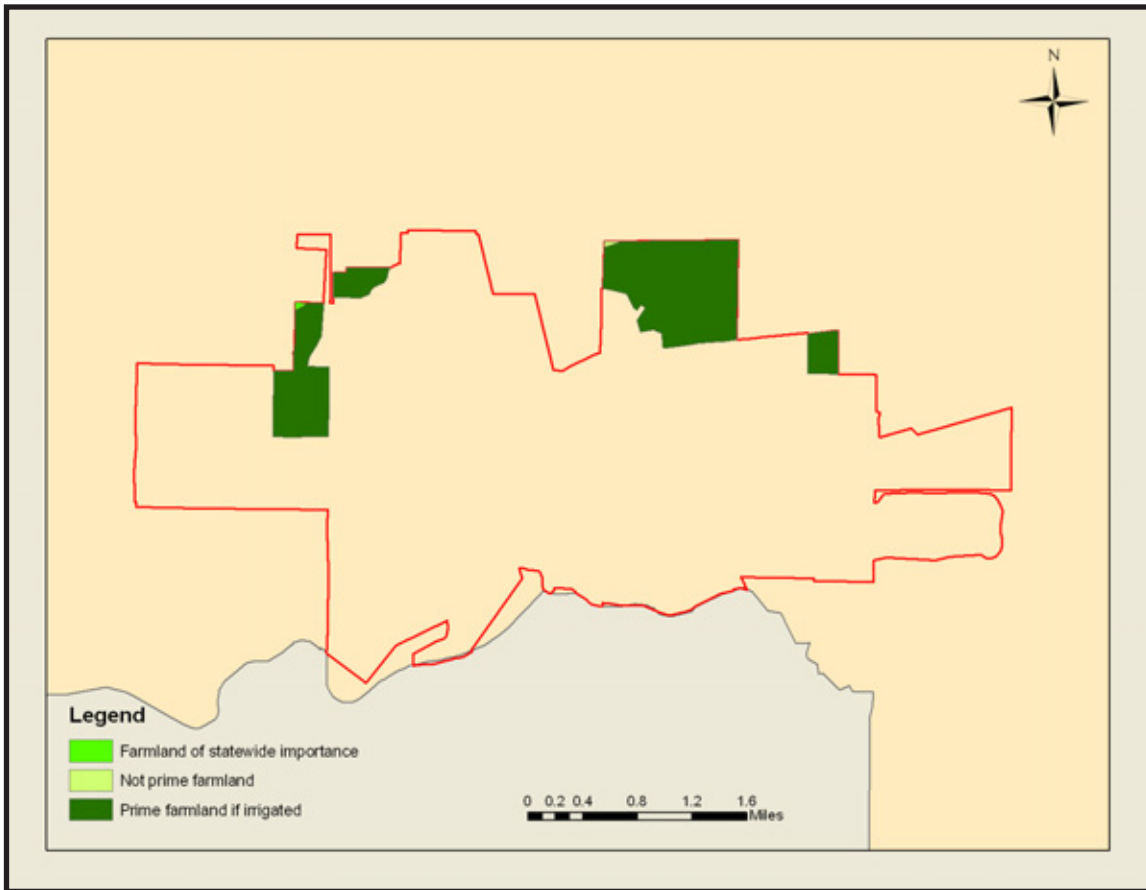 N
Legend
Farmland of statewide importance
Not prime farmland
Prime farmland if irrigated
0 0.2 0.4 0.8 1.2 1.6
Miles